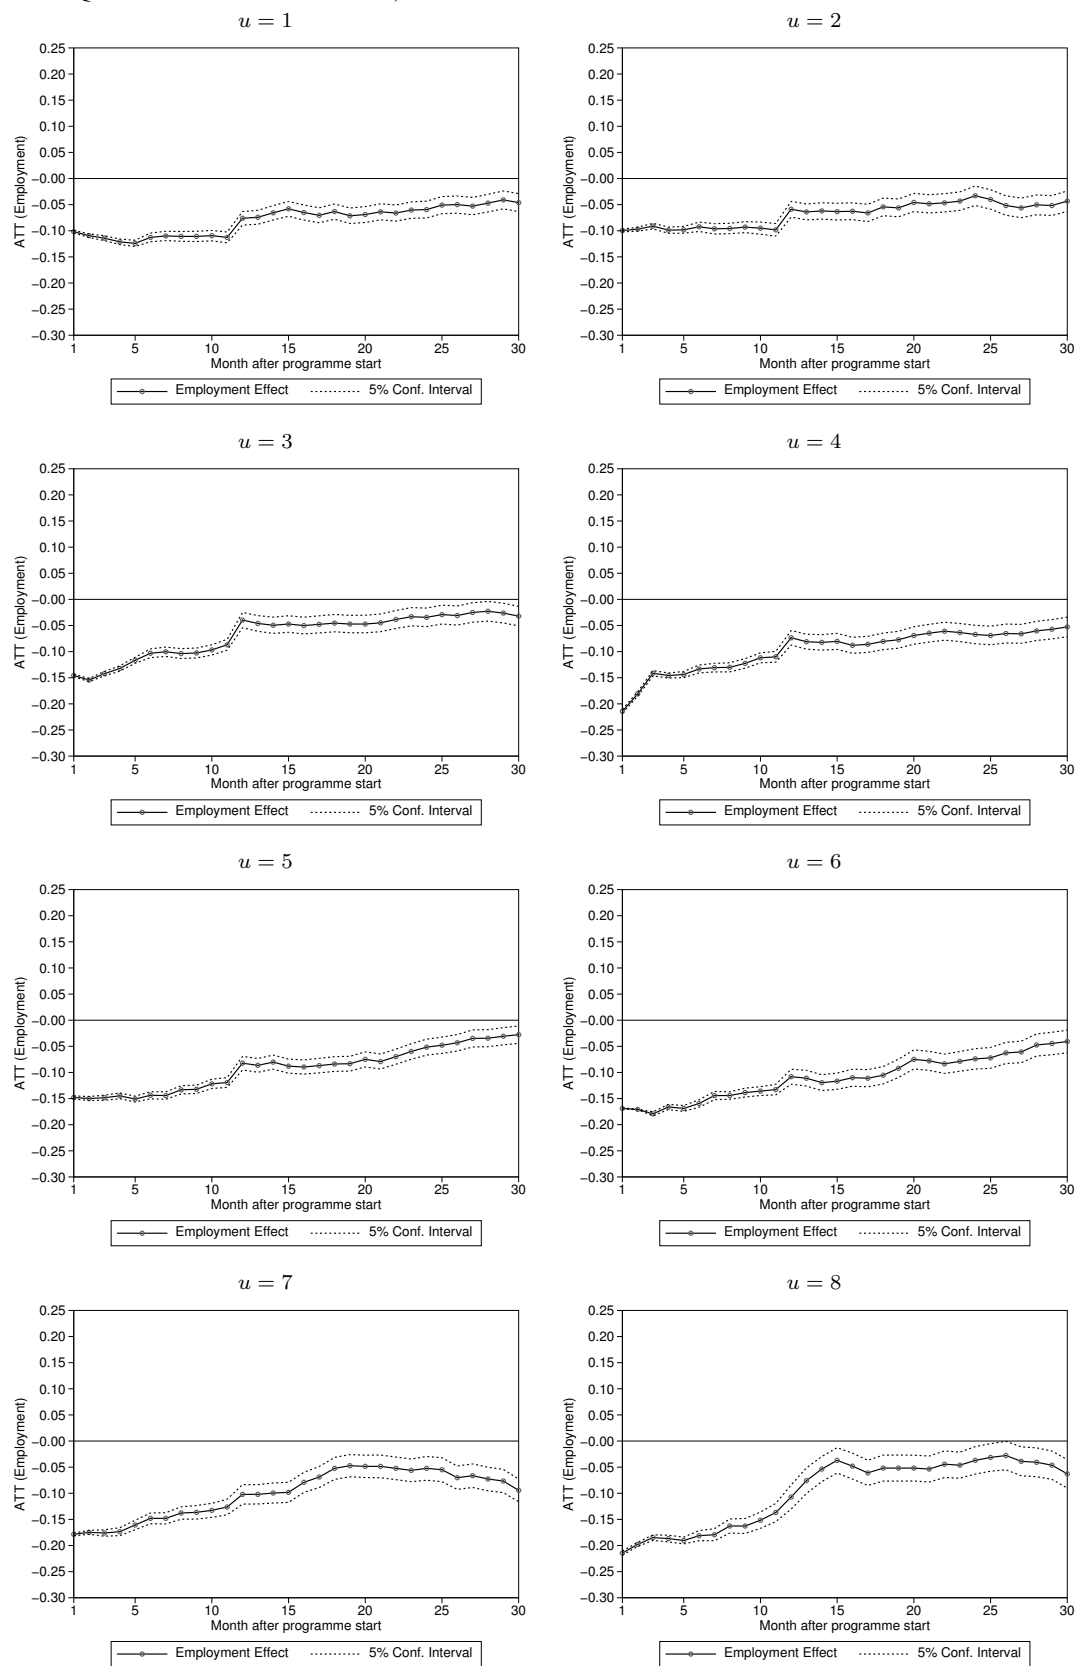 u = 1
u = 2
0.25
0.20
0.15
0.10
0.05
−0.00
−0.05
−0.10
−0.15
−0.20
−0.25
−0.30
ATT (Employment)
1 5 10 15 20 25 30
Month after programme start
Employment Effect 5% Conf. Interval
0.25
0.20
0.15
0.10
0.05
−0.00
−0.05
−0.10
−0.15
−0.20
−0.25
−0.30
ATT (Employment)
1 5 10 15 20 25 30
Month after programme start
Employment Effect 5% Conf. Interval
u = 3
u = 4
0.25
0.20
0.15
0.10
0.05
−0.00
−0.05
−0.10
−0.15
−0.20
−0.25
−0.30
ATT (Employment)
1 5 10 15 20 25 30
Month after programme start
Employment Effect 5% Conf. Interval
0.25
0.20
0.15
0.10
0.05
−0.00
−0.05
−0.10
−0.15
−0.20
−0.25
−0.30
ATT (Employment)
1 5 10 15 20 25 30
Month after programme start
Employment Effect 5% Conf. Interval
u = 5
u = 6
0.25
0.20
0.15
0.10
0.05
−0.00
−0.05
−0.10
−0.15
−0.20
−0.25
−0.30
ATT (Employment)
1 5 10 15 20 25 30
Month after programme start
Employment Effect 5% Conf. Interval
0.25
0.20
0.15
0.10
0.05
−0.00
−0.05
−0.10
−0.15
−0.20
−0.25
−0.30
ATT (Employment)
1 5 10 15 20 25 30
Month after programme start
Employment Effect 5% Conf. Interval
u = 7
u = 8
0.25
0.20
0.15
0.10
0.05
−0.00
−0.05
−0.10
−0.15
−0.20
−0.25
−0.30
ATT (Employment)
1 5 10 15 20 25 30
Month after programme start
Employment Effect 5% Conf. Interval
0.25
0.20
0.15
0.10
0.05
−0.00
−0.05
−0.10
−0.15
−0.20
−0.25
−0.30
ATT (Employment)
1 5 10 15 20 25 30
Month after programme start
Employment Effect 5% Conf. Interval